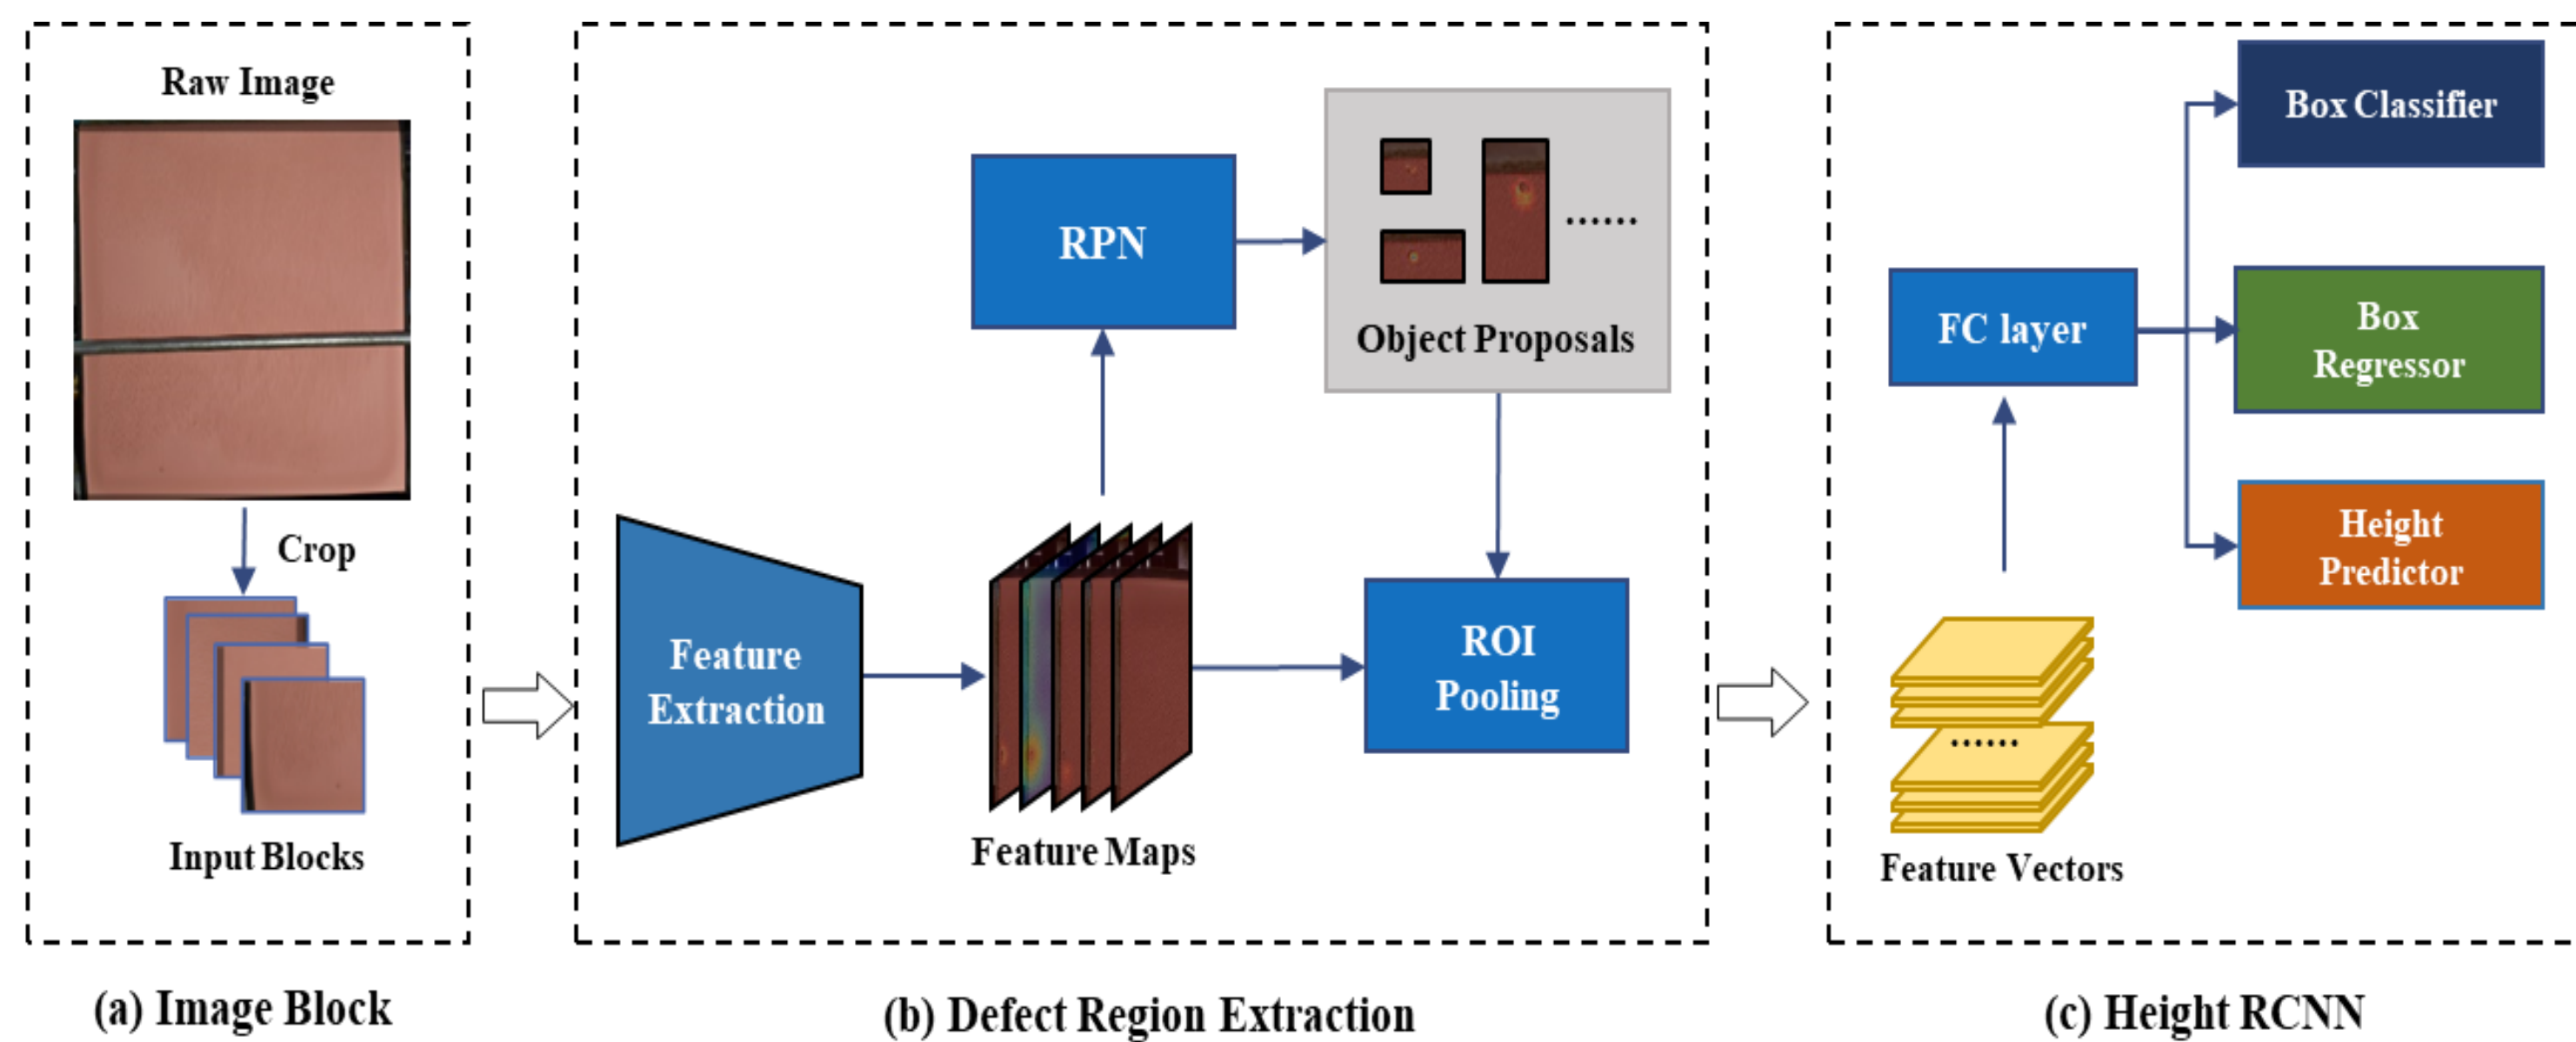 Raw Image
Crop
Input Blocks
(a) Image Block
RPN
......
Object Proposals
Feature
Extraction
Feature Maps
ROI
Pooling
(b) Defect Region Extraction
Box Classifier
FC layer
Box
Regressor
Height
Predictor
......
Feature Vectors
(c) Height RCNN